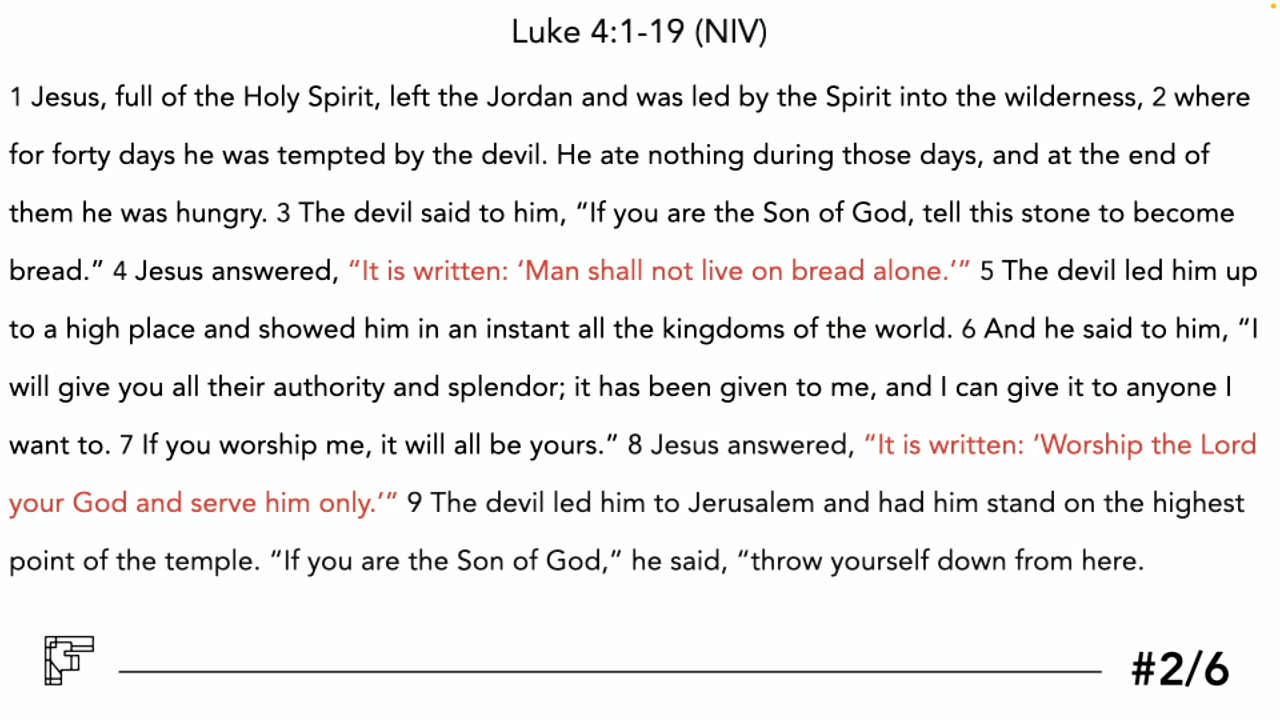 Luke 4:1-19 (NIV)
1 Jesus, full of the Holy Spirit, left the Jordan and was led by the Spirit into the wilderness, 2 where
for forty days he was tempted by the devil. He ate nothing during those days, and at the end of
them he was hungry. 3 The devil said to him, “If you are the Son of God, tell this stone to become
bread.” 4 Jesus answered, “It is written: ‘Man shall not live on bread alone.’” 5 The devil led him up
to a high place and showed him in an instant all the kingdoms of the world. 6 And he said to him, “I
will give you all their authority and splendor; it has been given to me, and I can give it to anyone I
want to. 7 If you worship me, it will all be yours.” 8 Jesus answered, “It is written: ‘Worship the Lord
your God and serve him only.’” 9 The devil led him to Jerusalem and had him stand on the highest
point of the temple. “If you are the Son of God,” he said, “throw yourself down from here.
#2/6